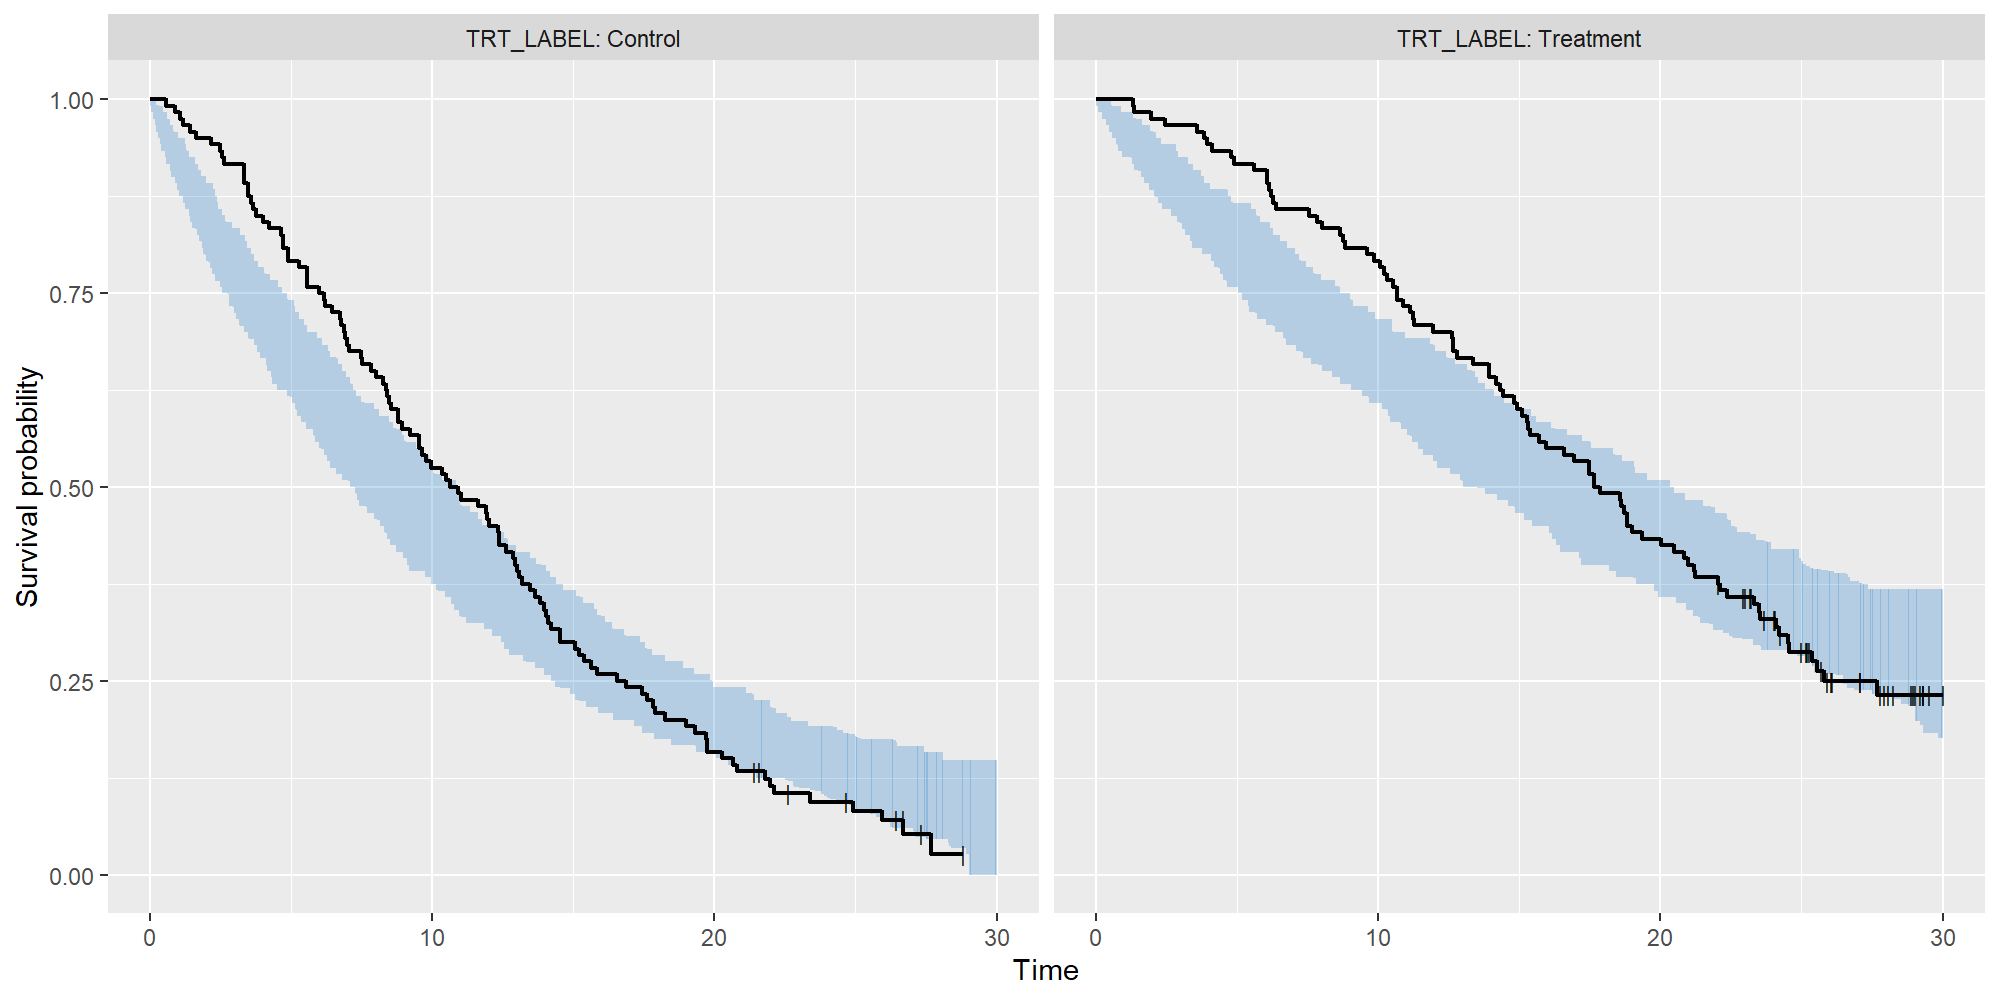 TRT_LABEL: Control
TRT_LABEL: Treatment
Survival probability
1.00
0.75
0.50
0.25
0.00
0 10 20 30
0 10 20 30
Time